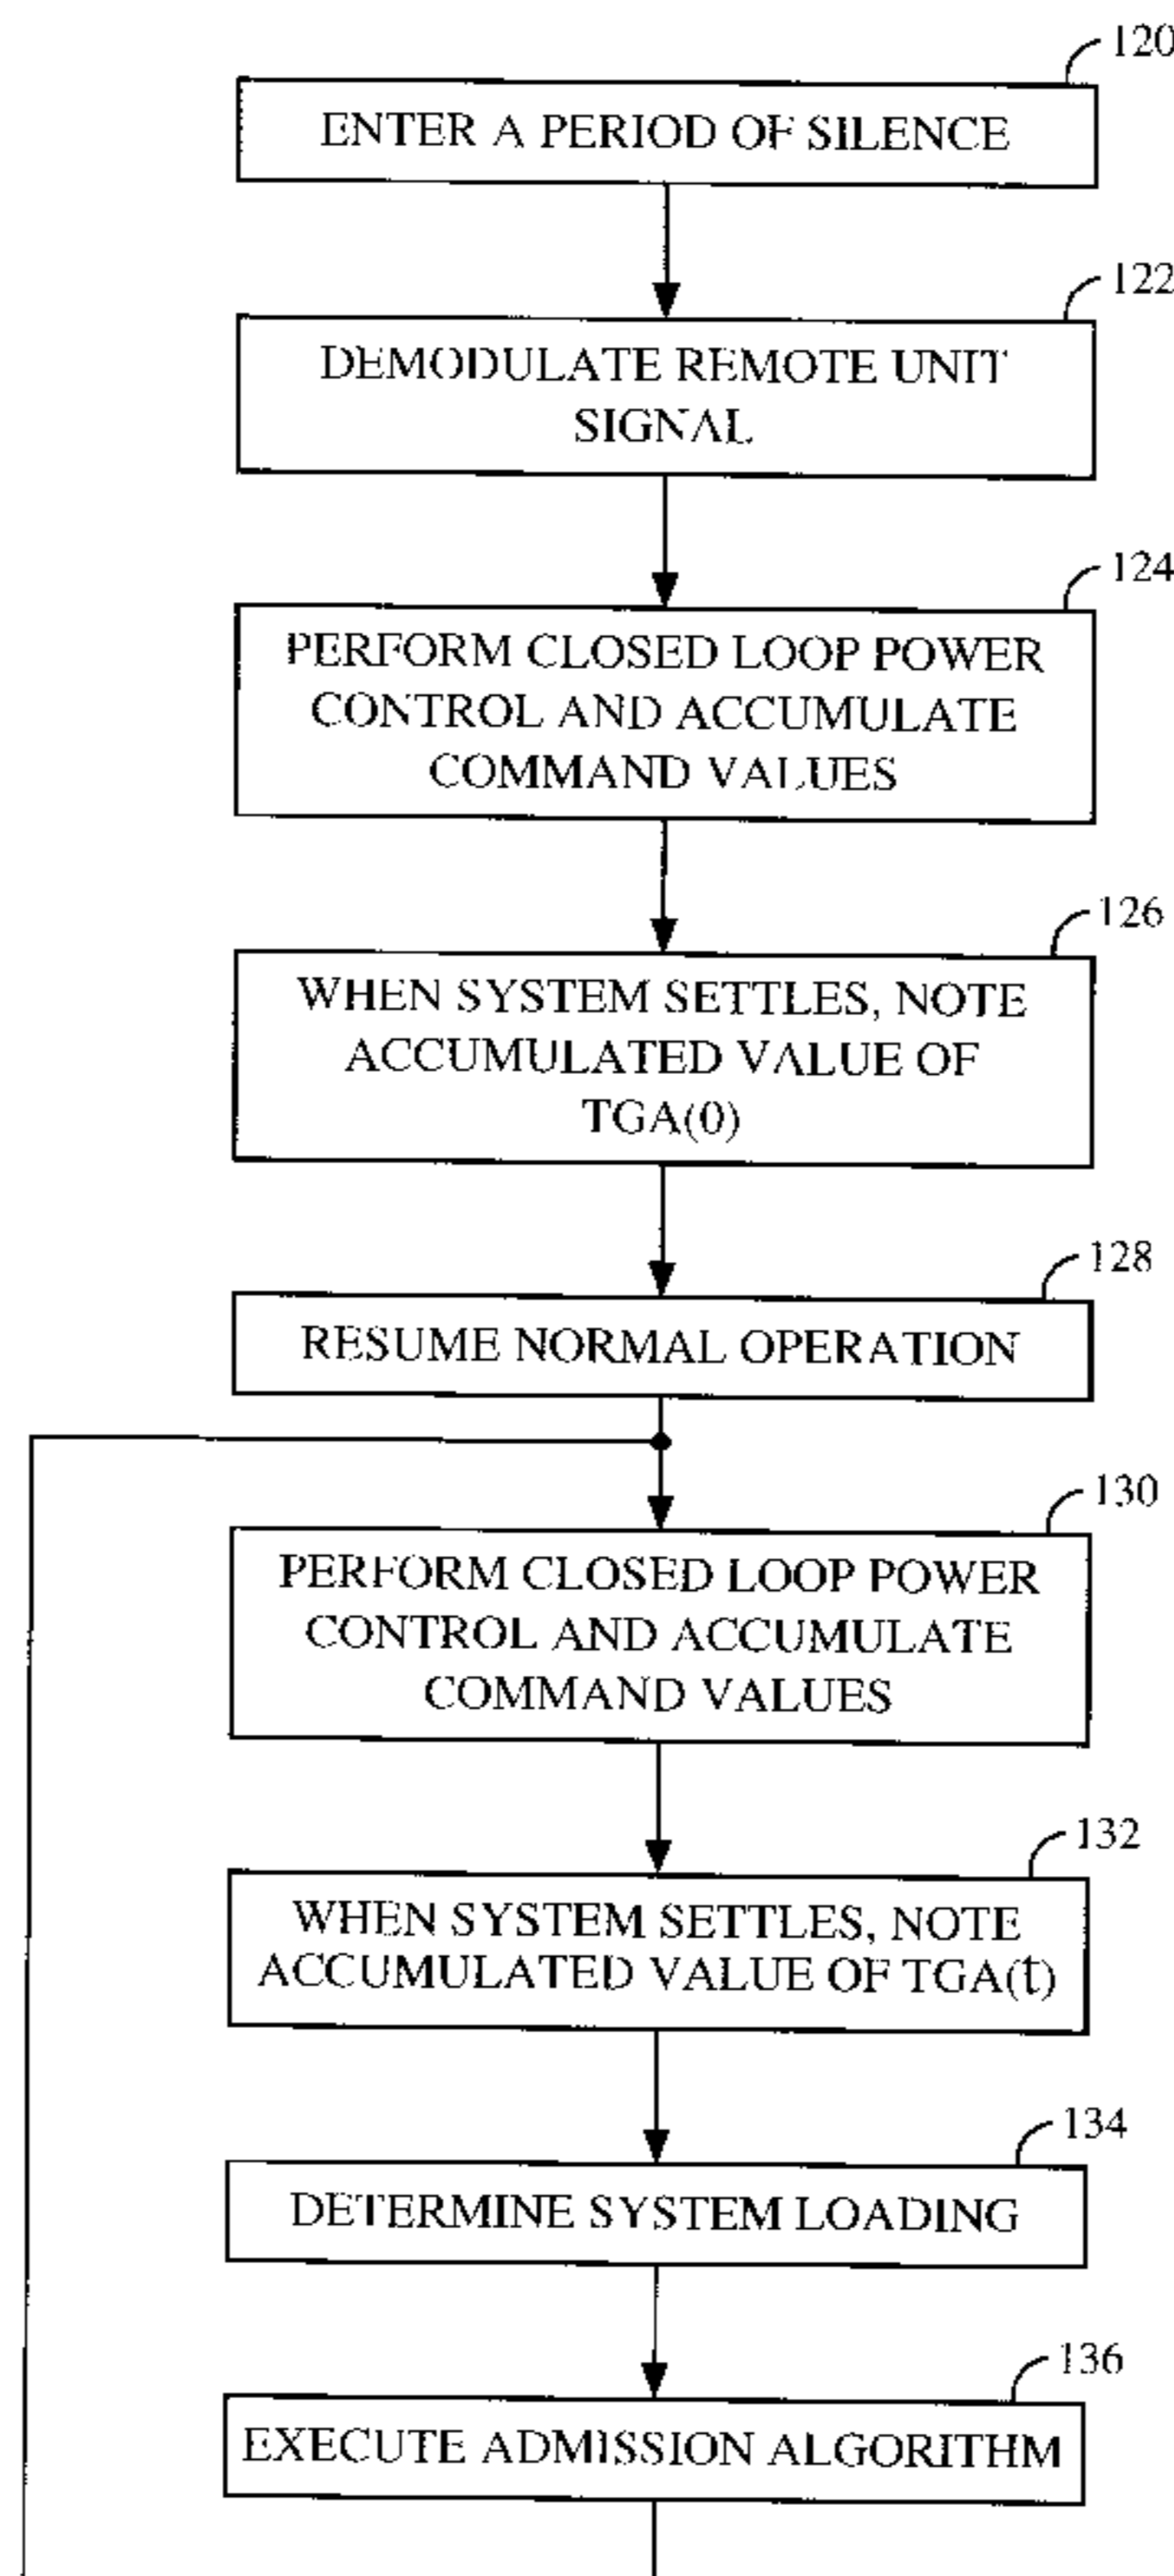 120
ENTER A PERIOD OF SILENCE
122
DEMODULATE REMOTE UNIT
SIGNAL
124
PERFORM CLOSED LOOP POWER
CONTROL AND ACCUMULATE
COMMAND VALUES
126
WHEN SYSTEM SETTLES, NOTE
ACCUMULATED VALUE OF
TGA(0)
128
RESUME NORMAL OPERATION
130
PERFORM CLOSED LOOP POWER
CONTROL AND ACCUMULATE
COMMAND VALUES
132
WHEN SYSTEM SETTLES, NOTE
ACCUMULATED VALUE OF TGA(t)
134
DETERMINE SYSTEM LOADING
136
EXECUTE ADMISSION ALGORITHM